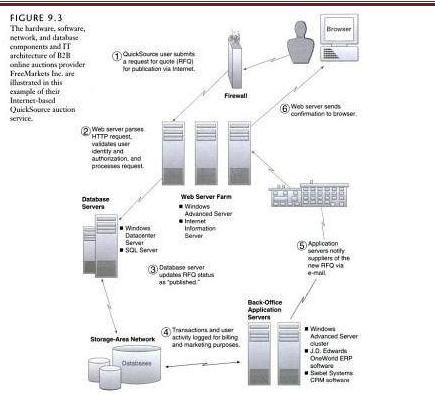 FIGURE 9.3
The hardware, software,
network, and database
components and IT
architecture of B2B
online auctions provider
FreeMarkets Inc. are
illustrated in this
example of their
Internet-based
QuickSource auction
service.
1 QuickSource user submits
a request for quote (RFQ)
for publication via Internet.
Browser
Firewall
6 Web server sends
confirmation to browser.
2 Web server parses
HTTP request,
validates user
identity and
authorization, and
processes request.
Database
Servers
■ Windows
Datacenter
Server
■ SQL Server
Web Server Farm
■ Windows
Advanced Server
■ Internet
Information
Server
3 Database server
updates RFQ status
as "published."
5 Application
servers notify
suppliers of the
new RFQ via
e-mail.
Back-Office
Application
Servers
■ Windows
Advanced Server
cluster
■ J.D. Edwards
OneWorld ERP
software
■ Siebel Systems
CRM software
4 Transactions and user
activity logged for billing
and marketing purposes.
Storage-Area Network
Databases